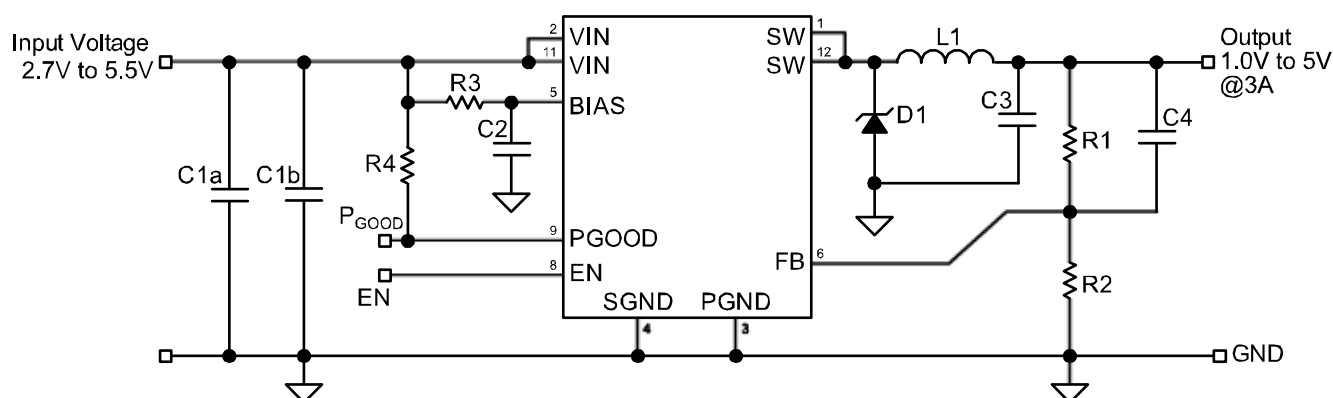 Input Voltage
2.7V to 5.5V
2
VIN
11
VIN
R3
5
BIAS
C2
R4
C1a
C1b
PGOOD
9
PGOOD
8
EN
EN
SGND
PGND
4
3
1
SW
12
SW
L1
Output
1.0V to 5V
@3A
D1
C3
R1
C4
6
FB
R2
GND